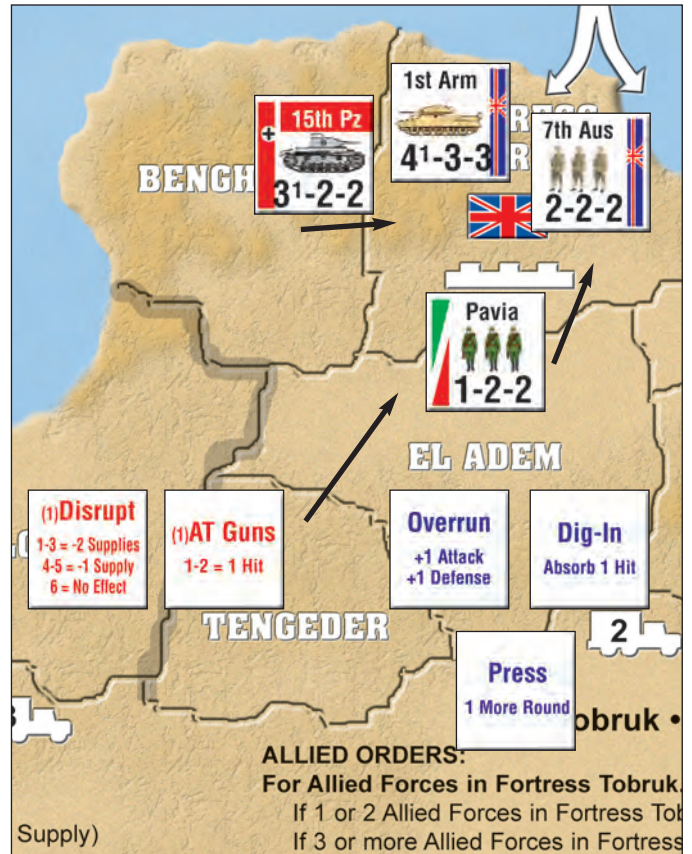 1st Arm
4¹-3-3
15th Pz
3¹-2-2
7th Aus
2-2-2
BENGH
RESS
R
Pavia
1-2-2
EL ADEM
(1)Disrupt
1-3 = -2 Supplies
4-5 = -1 Supply
6 = No Effect
(1)AT Guns
1-2 = 1 Hit
Overrun
+1 Attack
+1 Defense
Dig-In
Absorb 1 Hit
TENGEDER
2
Press
1 More Round
obruk •
ALLIED ORDERS:
For Allied Forces in Fortress Tobruk.
If 1 or 2 Allied Forces in Fortress Tob
Supply)
If 3 or more Allied Forces in Fortress